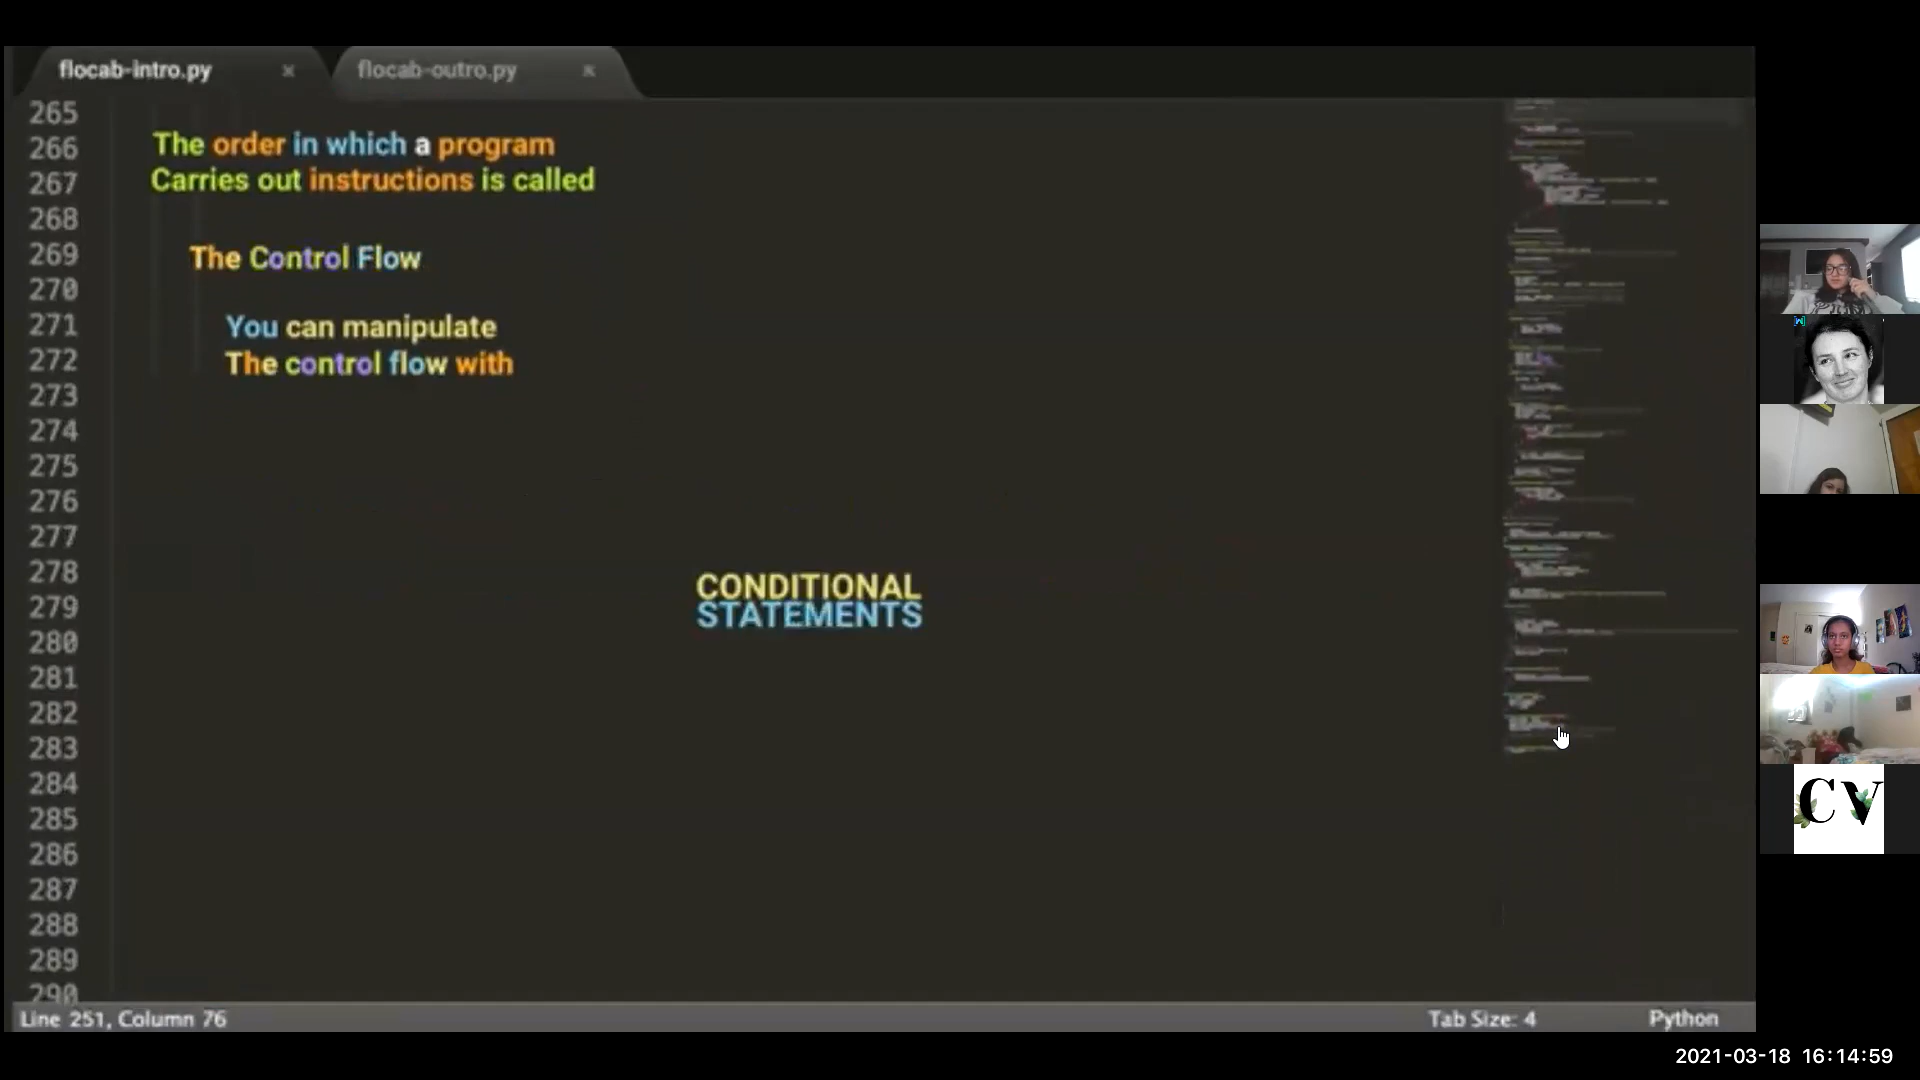 flocab-intro.py
flocab-outro.py
265
266
The order in which a program
267
Carries out instructions is called
268
269
The Control Flow
270
271
You can manipulate
272
The control flow with
273
274
275
276
277
278
CONDITIONAL
279
STATEMENTS
280
281
282
283
284
285
286
287
288
289
290
Line 251, Column 76
Tab Size: 4
Python
CV
2021-03-18 16:14:59